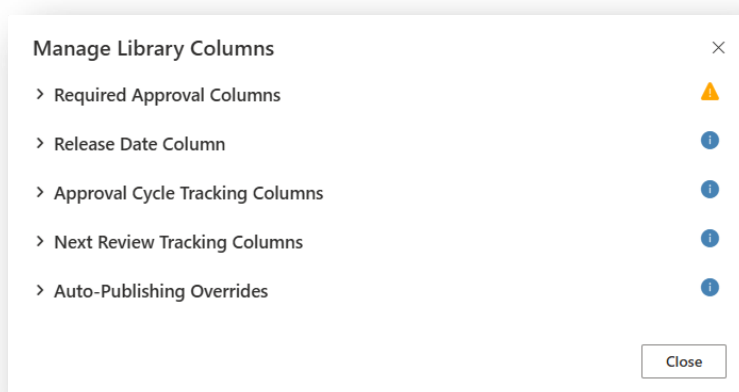 Manage Library Columns
Required Approval Columns
Release Date Column
Approval Cycle Tracking Columns
Next Review Tracking Columns
Auto-Publishing Overrides
Close